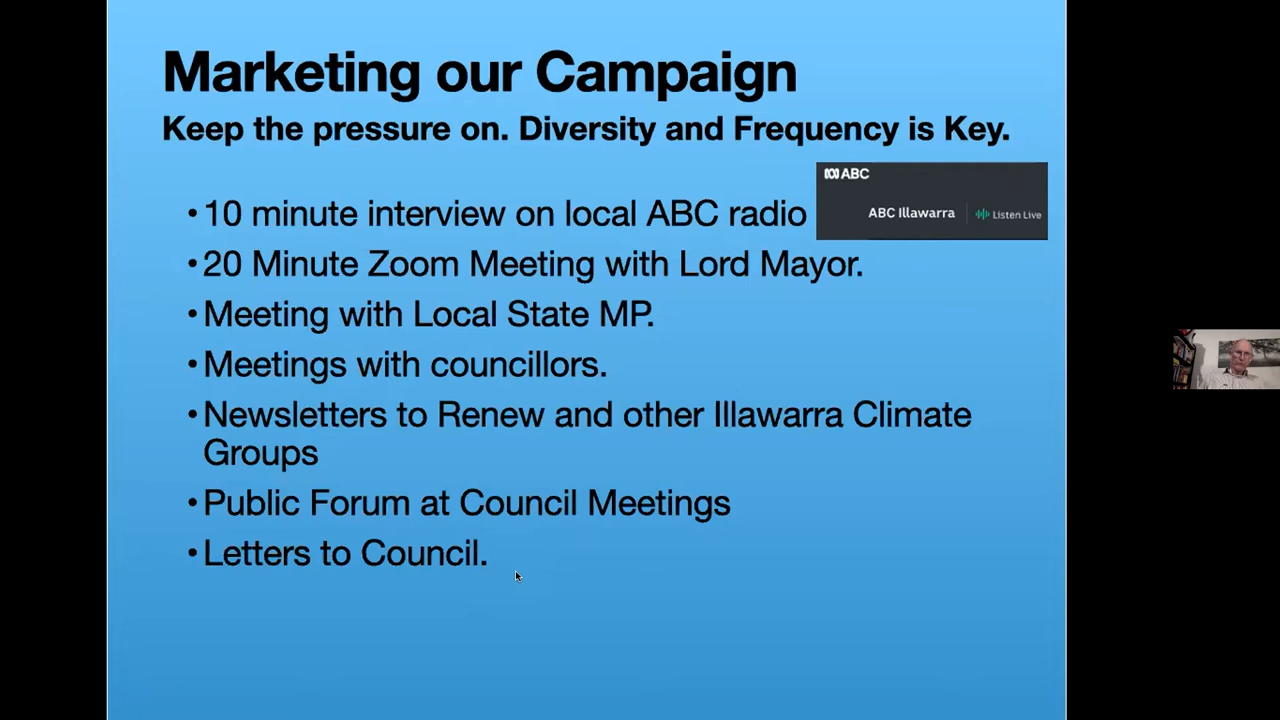 Marketing our Campaign
Keep the pressure on. Diversity and Frequency is Key.
ABC
• 10 minute interview on local ABC radio
ABC Illawarra | Listen Live
• 20 Minute Zoom Meeting with Lord Mayor.
• Meeting with Local State MP.
• Meetings with councillors.
• Newsletters to Renew and other Illawarra Climate
Groups
• Public Forum at Council Meetings
• Letters to Council.